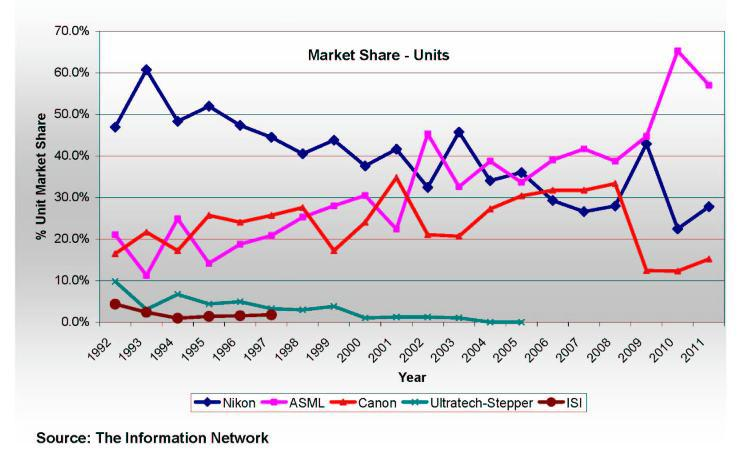 Market Share - Units
% Unit Market Share
70.0%
60.0%
50.0%
40.0%
30.0%
20.0%
10.0%
0.0%
1992 1993 1994 1995 1996 1997 1998 1999 2000 2001 2002 2003 2004 2005 2006 2007 2008 2009 2010 2011
Year
Nikon ASML Canon Ultratech-Stepper ISI
Source: The Information Network